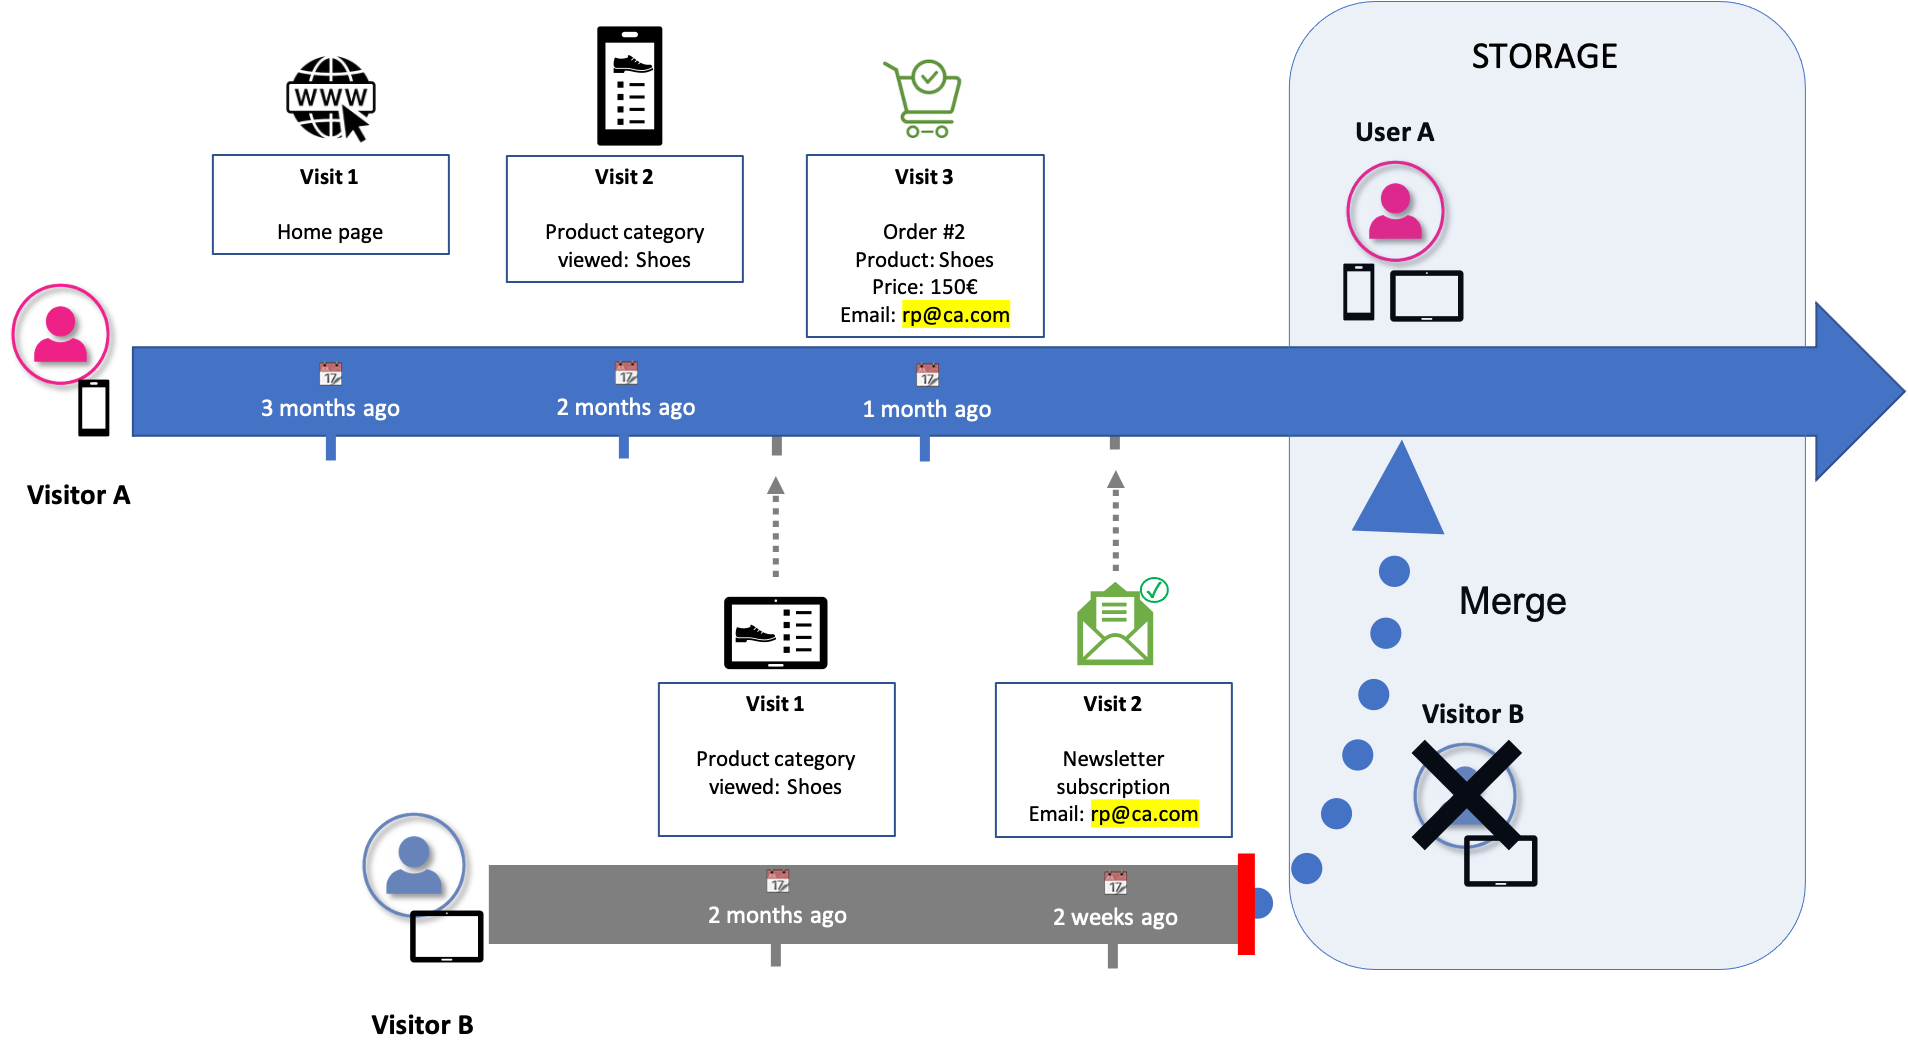 STORAGE
WWW
User A
Visit 1
Home page
Visit 2
Product category
viewed: Shoes
Visit 3
Order #2
Product: Shoes
Price: 150€
Email: rp@ca.com
17
3 months ago
17
2 months ago
17
1 month ago
Visitor A
Merge
Visit 1
Product category
viewed: Shoes
Visit 2
Newsletter
subscription
Email: rp@ca.com
Visitor B
17
2 months ago
17
2 weeks ago
Visitor B